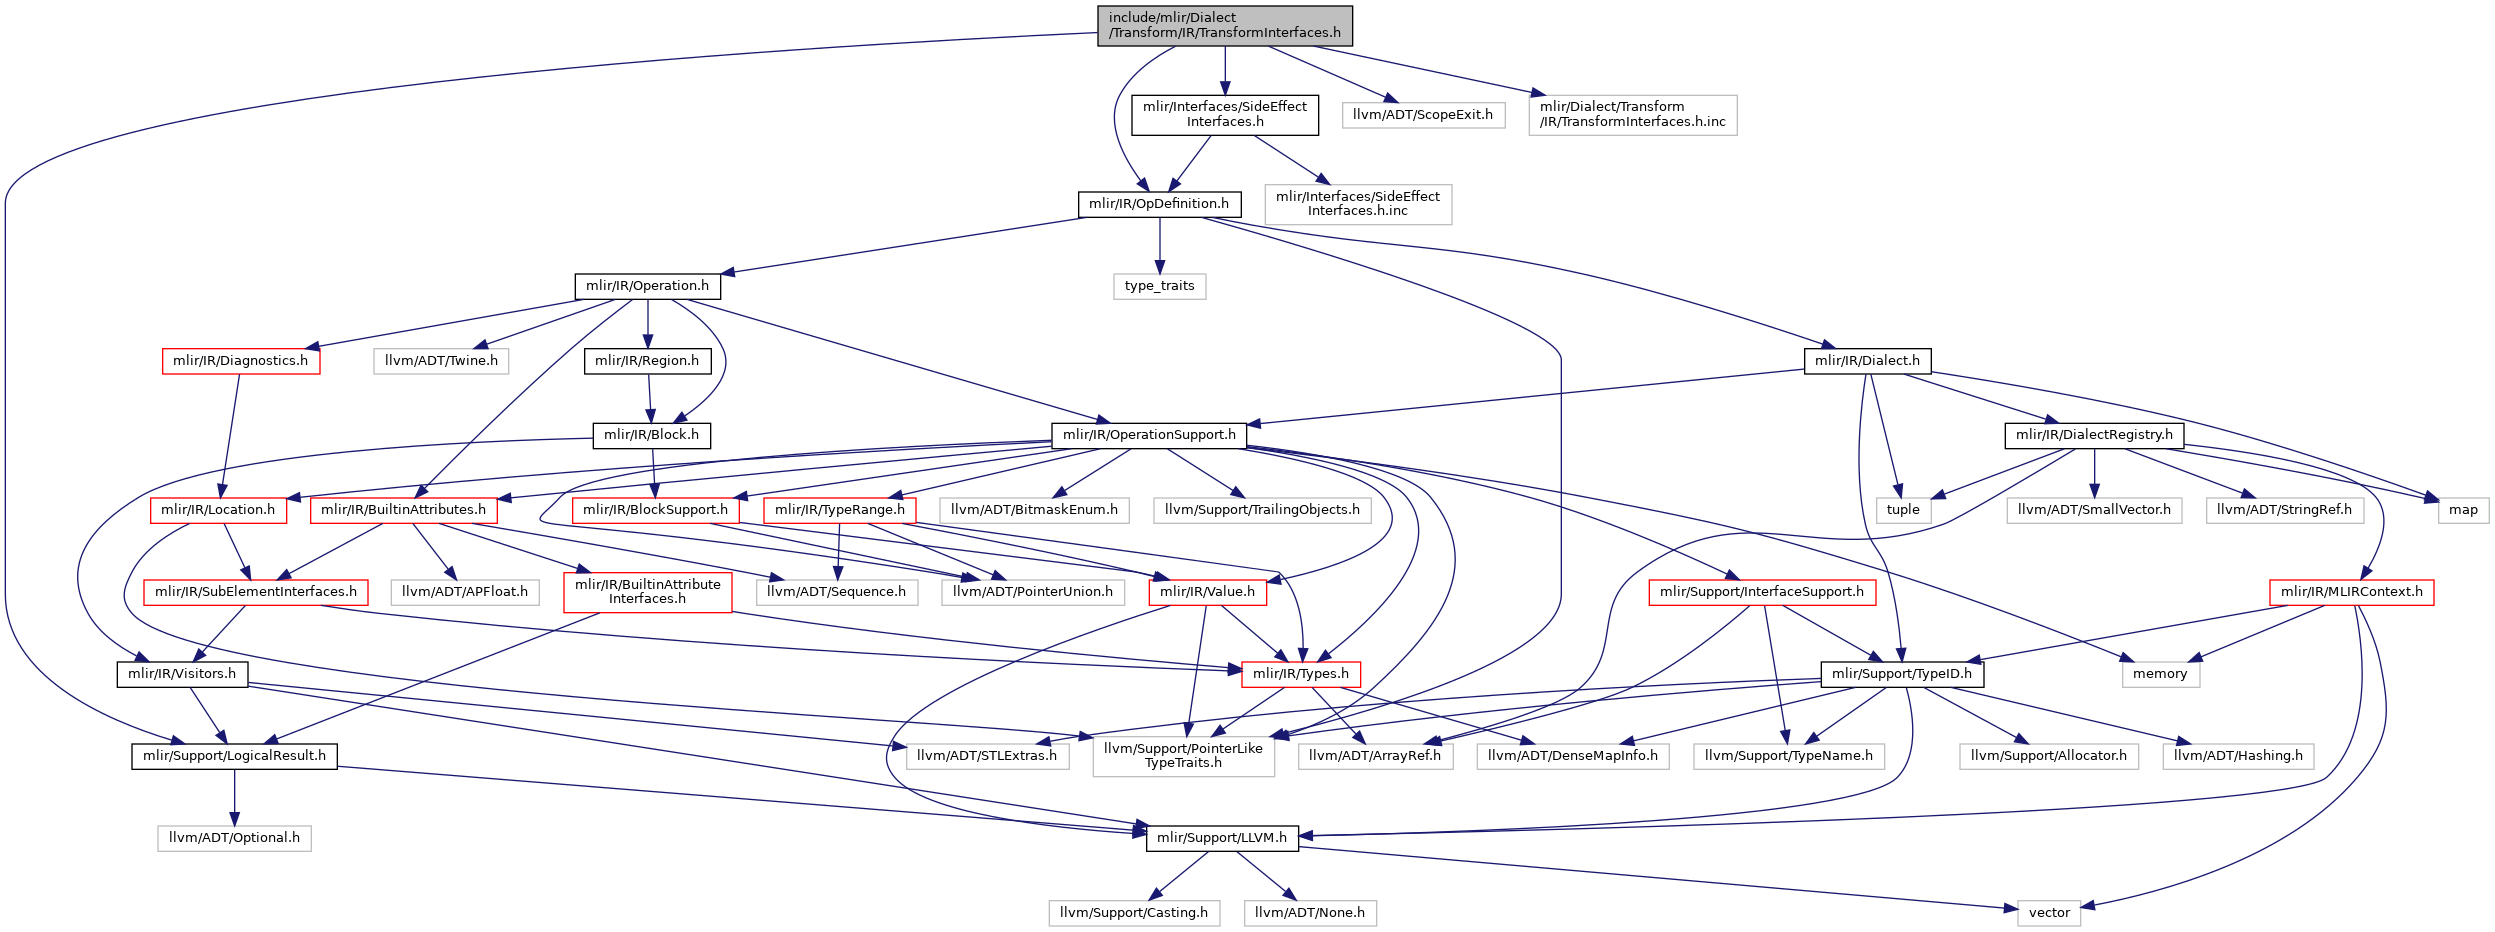 include/mlir/Dialect
/Transform/IR/TransformInterfaces.h
mlir/Interfaces/SideEffect
Interfaces.h
llvm/ADT/ScopeExit.h
mlir/Dialect/Transform
/IR/TransformInterfaces.h.inc
mlir/IR/OpDefinition.h
mlir/Interfaces/SideEffect
Interfaces.h.inc
mlir/IR/Operation.h
type_traits
mlir/IR/Diagnostics.h
llvm/ADT/Twine.h
mlir/IR/Region.h
mlir/IR/Dialect.h
mlir/IR/Block.h
mlir/IR/OperationSupport.h
mlir/IR/DialectRegistry.h
mlir/IR/Location.h
mlir/IR/BuiltinAttributes.h
mlir/IR/BlockSupport.h
mlir/IR/TypeRange.h
llvm/ADT/BitmaskEnum.h
llvm/Support/TrailingObjects.h
tuple
llvm/ADT/SmallVector.h
llvm/ADT/StringRef.h
map
mlir/IR/SubElementInterfaces.h
llvm/ADT/APFloat.h
mlir/IR/BuiltinAttribute
Interfaces.h
llvm/ADT/Sequence.h
llvm/ADT/PointerUnion.h
mlir/IR/Value.h
mlir/Support/InterfaceSupport.h
mlir/IR/MLIRContext.h
mlir/IR/Visitors.h
mlir/IR/Types.h
mlir/Support/TypeID.h
memory
mlir/Support/LogicalResult.h
llvm/ADT/STLExtras.h
llvm/Support/PointerLike
TypeTraits.h
llvm/ADT/ArrayRef.h
llvm/ADT/DenseMapInfo.h
llvm/Support/TypeName.h
llvm/Support/Allocator.h
llvm/ADT/Hashing.h
llvm/ADT/Optional.h
mlir/Support/LLVM.h
llvm/Support/Casting.h
llvm/ADT/None.h
vector